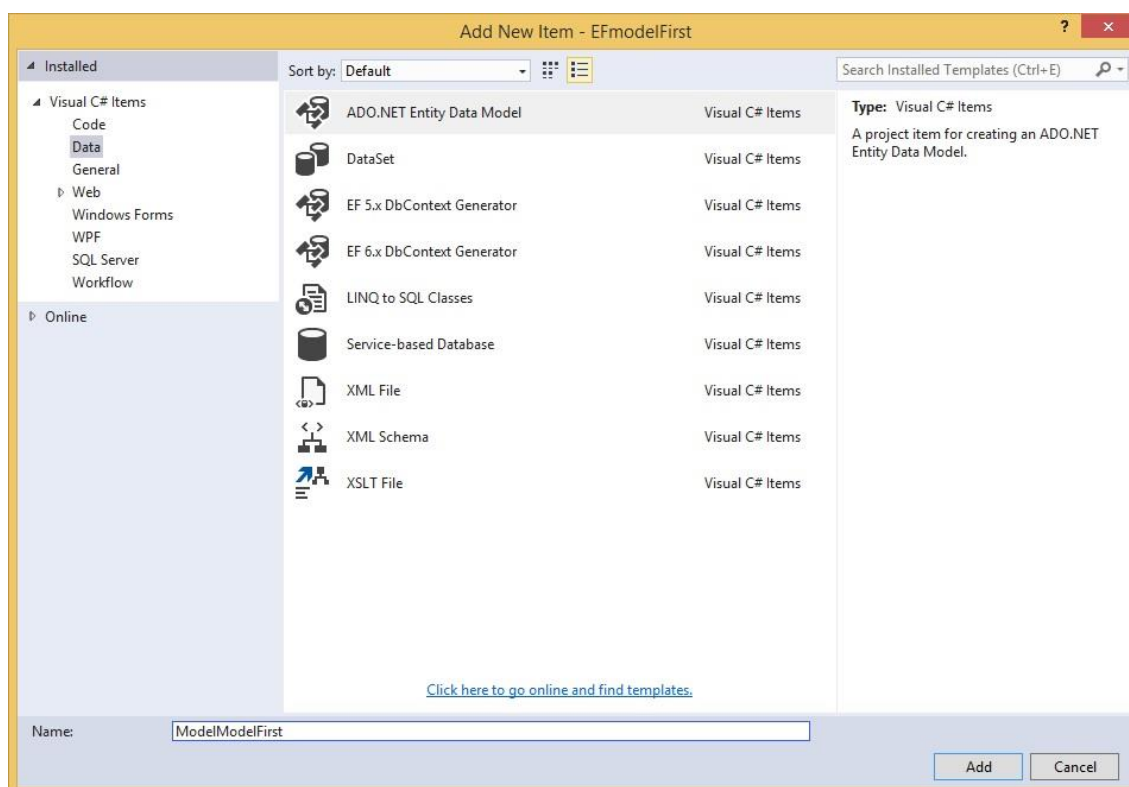 Add New Item - EFmodelFirst
?
Installed
Visual C# Items
Code
Data
General
Web
Windows Forms
WPF
SQL Server
Workflow
Online
Sort by: Default
Search Installed Templates (Ctrl+E)
ADO.NET Entity Data Model Visual C# Items
DataSet Visual C# Items
EF 5.x DbContext Generator Visual C# Items
EF 6.x DbContext Generator Visual C# Items
LINQ to SQL Classes Visual C# Items
Service-based Database Visual C# Items
XML File Visual C# Items
XML Schema Visual C# Items
XSLT File Visual C# Items
Click here to go online and find templates.
Type: Visual C# Items
A project item for creating an ADO.NET
Entity Data Model.
Name: ModelModelFirst
Add Cancel